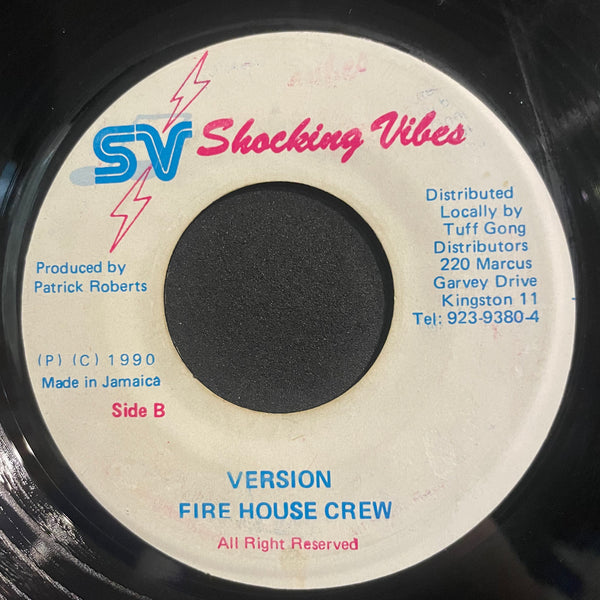 SV Shocking Vibes
Distributed
Locally by
Tuff Gong
Distributors
220 Marcus
Garvey Drive
Kingston 11
Tel: 923-9380-4
Produced by
Patrick Roberts
(P) (C) 1990
Made in Jamaica
Side B
VERSION
FIRE HOUSE CREW
All Right Reserved